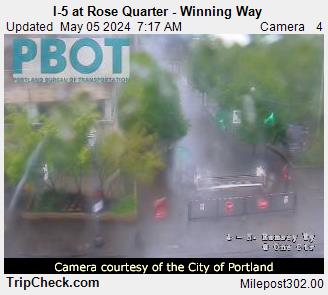 I-5 at Rose Quarter - Winning Way
Updated May 05 2024 7:17 AM Camera 4
PBOT
PORTLAND BUREAU OF TRANSPORTATION
Camera courtesy of the City of Portland
TripCheck.com Milepost302.00